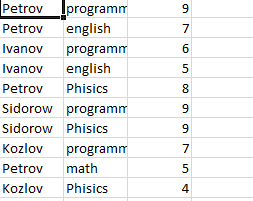 Petrov programm 9
Petrov english 7
Ivanov programm 6
Ivanov english 5
Petrov Phisics 8
Sidorow programm 9
Sidorow Phisics 9
Kozlov programm 7
Petrov math 5
Kozlov Phisics 4